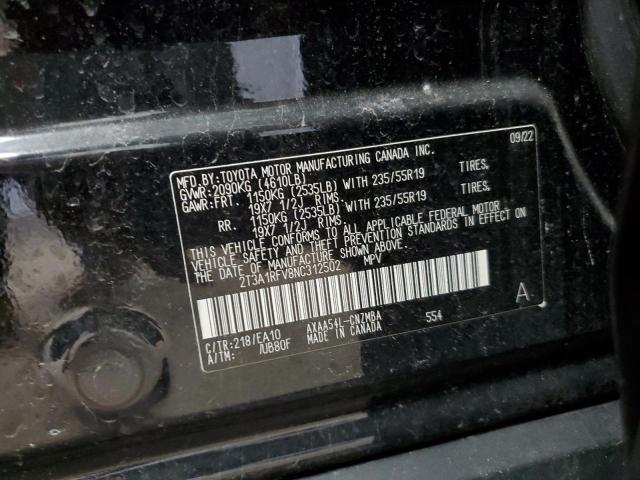 MFD.BY:TOYOTA MOTOR MANUFACTURING CANADA INC. 09/22
GVWR:2090KG (4610LB)
GAWR:FRT. 1150KG (2535LB) WITH 235/55R19 TIRES.
19X7 1/2J RIMS
RR. 1150KG (2535LB) WITH 235/55R19 TIRES.
19X7 1/2J RIMS
THIS VEHICLE CONFORMS TO ALL APPLICABLE FEDERAL MOTOR
VEHICLE SAFETY AND THEFT PREVENTION STANDARDS IN EFFECT ON
THE DATE OF MANUFACTURE SHOWN ABOVE.
2T3A1RFV8NC312502 MPV
C/TR:218/EA10 AXAA54L-GNZMBA 554 A
A/TM: /UB80F MADE IN CANADA